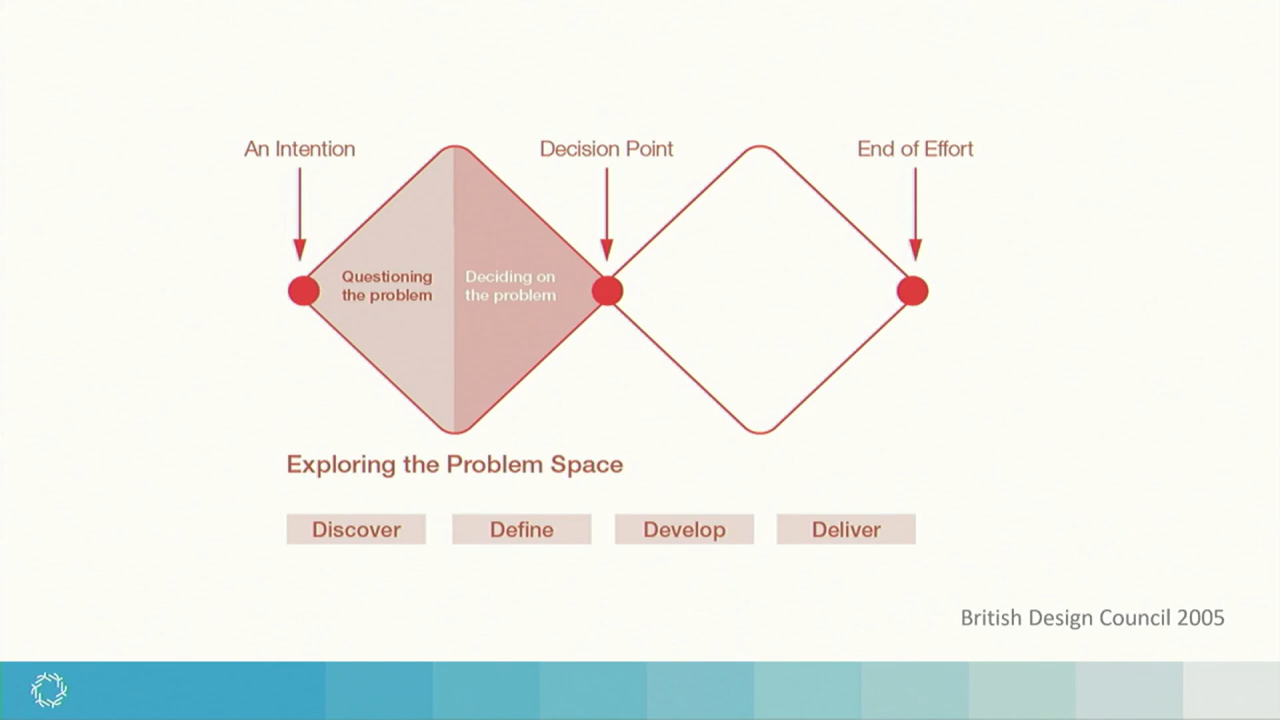 An Intention
Decision Point
End of Effort
Questioning
the problem
Deciding on
the problem
Exploring the Problem Space
Discover
Define
Develop
Deliver
British Design Council 2005